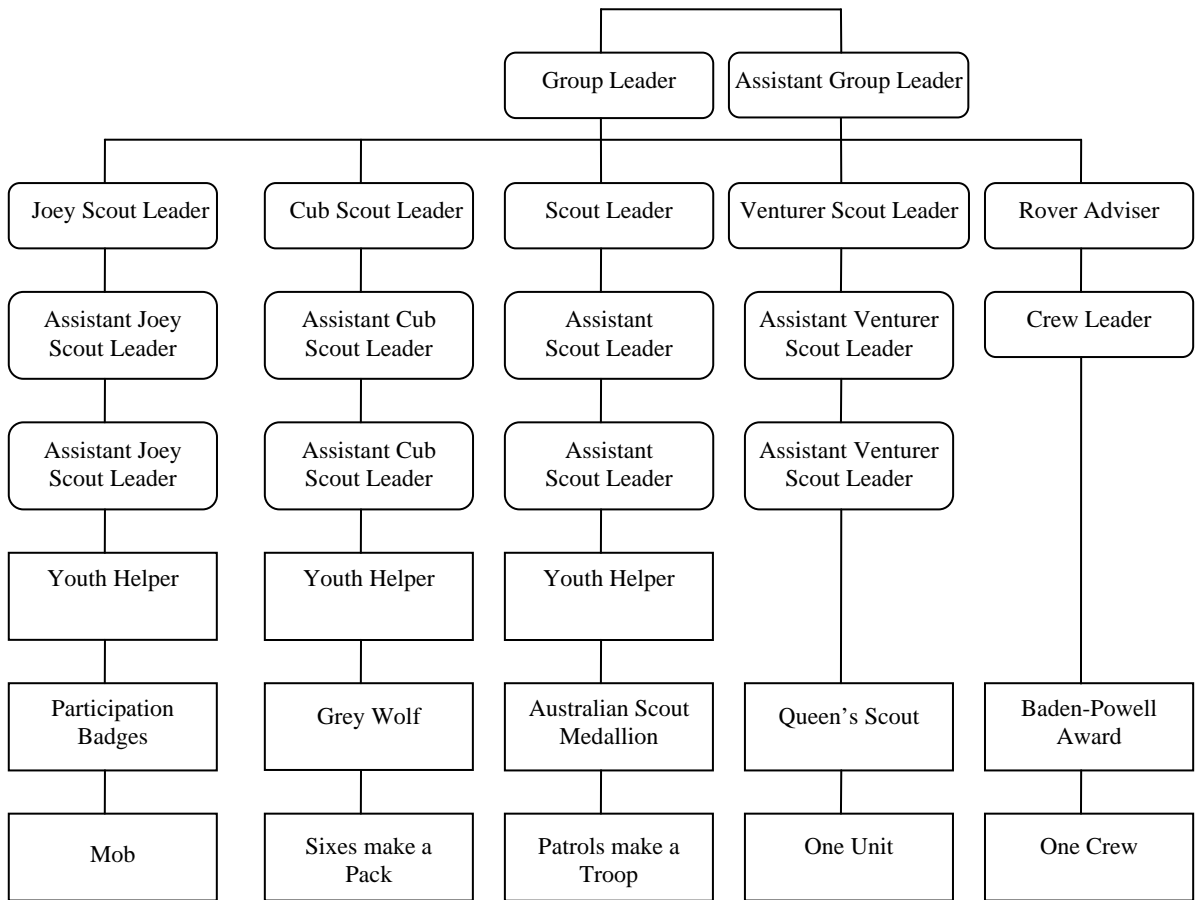 Group Leader
Assistant Group Leader
Joey Scout Leader
Cub Scout Leader
Scout Leader
Venturer Scout Leader
Rover Adviser
Assistant Joey
Scout Leader
Assistant Cub
Scout Leader
Assistant
Scout Leader
Assistant Venturer
Scout Leader
Crew Leader
Assistant Joey
Scout Leader
Assistant Cub
Scout Leader
Assistant
Scout Leader
Assistant Venturer
Scout Leader
Youth Helper
Youth Helper
Youth Helper
Participation
Badges
Grey Wolf
Australian Scout
Medallion
Queen’s Scout
Baden-Powell
Award
Mob
Sixes make a
Pack
Patrols make a
Troop
One Unit
One Crew